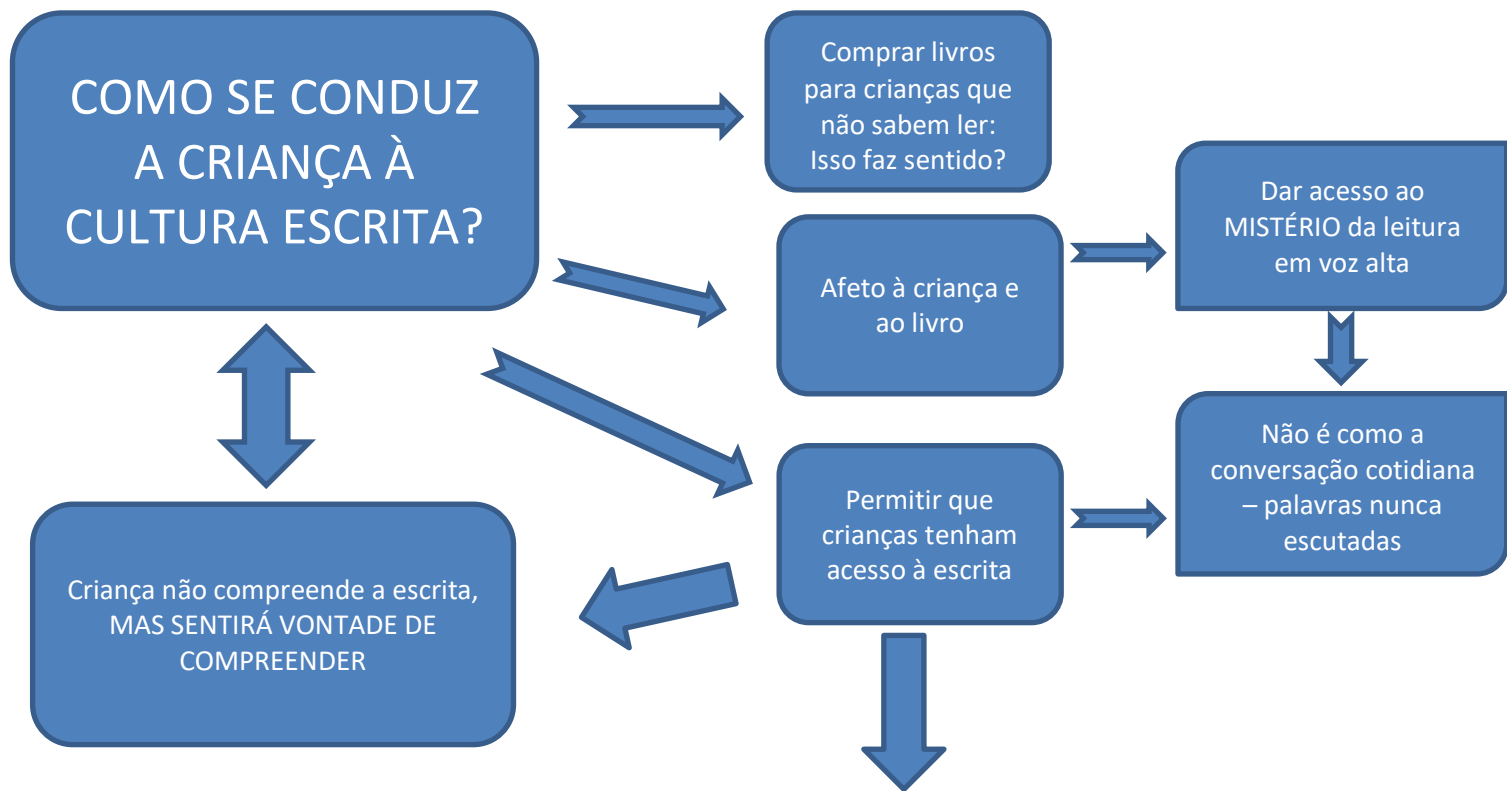 COMO SE CONDUZ
A CRIANÇA À
CULTURA ESCRITA?
Comprar livros
para crianças que
não sabem ler:
Isso faz sentido?
Afeto à criança e
ao livro
Dar acesso ao
MISTÉRIO da leitura
em voz alta
Não é como a
conversação cotidiana
– palavras nunca
escutadas
Permitir que
crianças tenham
acesso à escrita
Criança não compreende a escrita,
MAS SENTIRÁ VONTADE DE
COMPREENDER